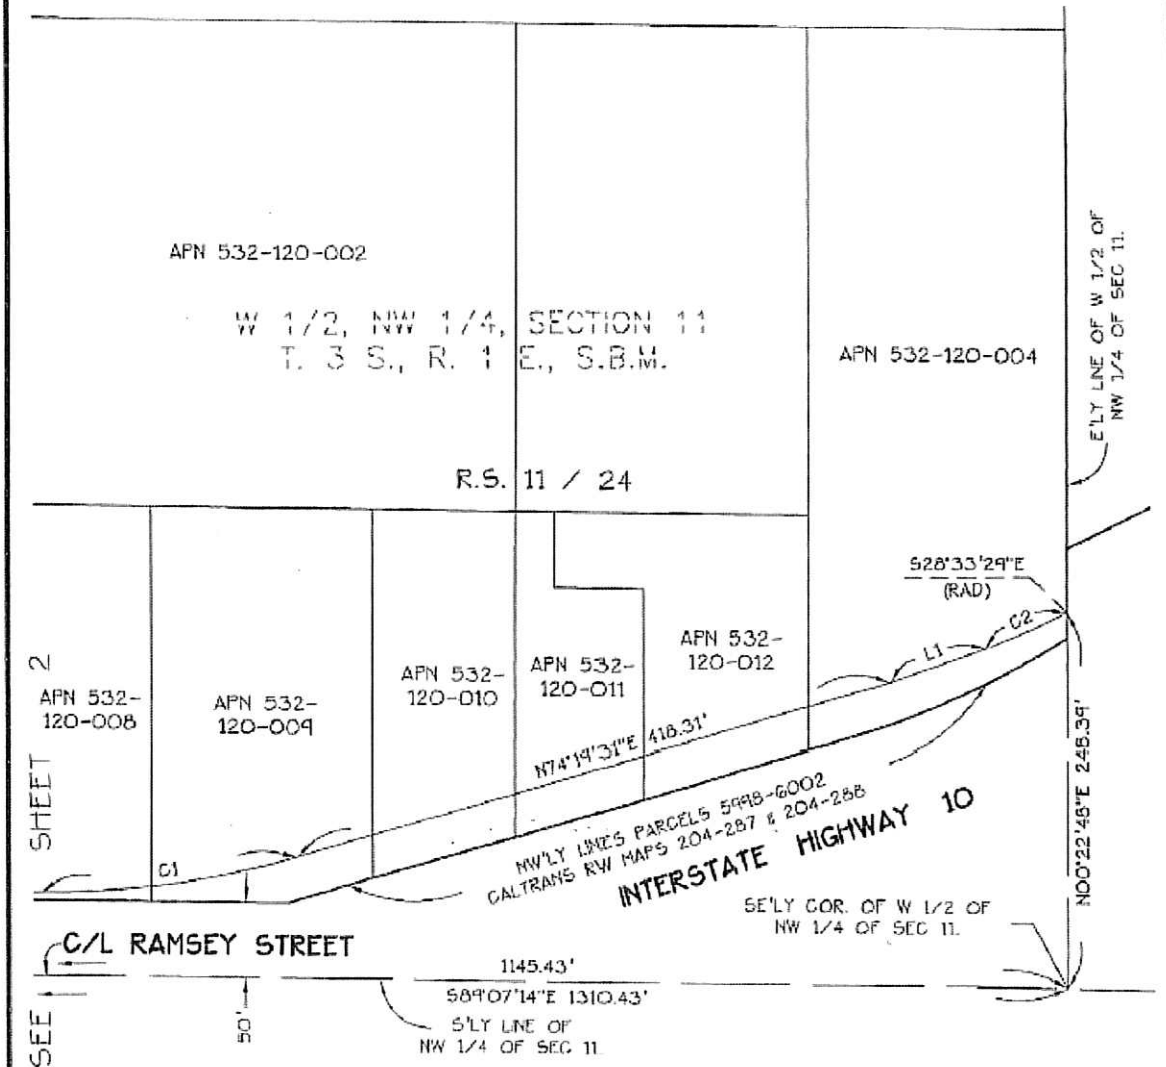 APN 532-120-002
W 1/2, NW 1/4, SECTION 11
T. 3 S., R. 1 E., S.B.M.
APN 532-120-004
E'LY LINE OF W 1/2 OF
NW 1/4 OF SEC 11.
R.S. 11 / 24
S28°33'29"E
(RAD)
C2
L1
APN 532-
120-008
APN 532-
120-009
APN 532-
120-010
APN 532-
120-011
APN 532-
120-012
N74°19'31"E 418.31'
C1
NW'LY LINES PARCELS 5998-6002
CALTRANS RW MAPS 204-287 & 204-288
INTERSTATE HIGHWAY 10
N00°22'48"E 248.39'
SE'LY COR. OF W 1/2 OF
NW 1/4 OF SEC 11.
C/L RAMSEY STREET
1145.43'
S89°07'14"E 1310.43'
S'LY LINE OF
NW 1/4 OF SEC 11
50'
SEE SHEET 2